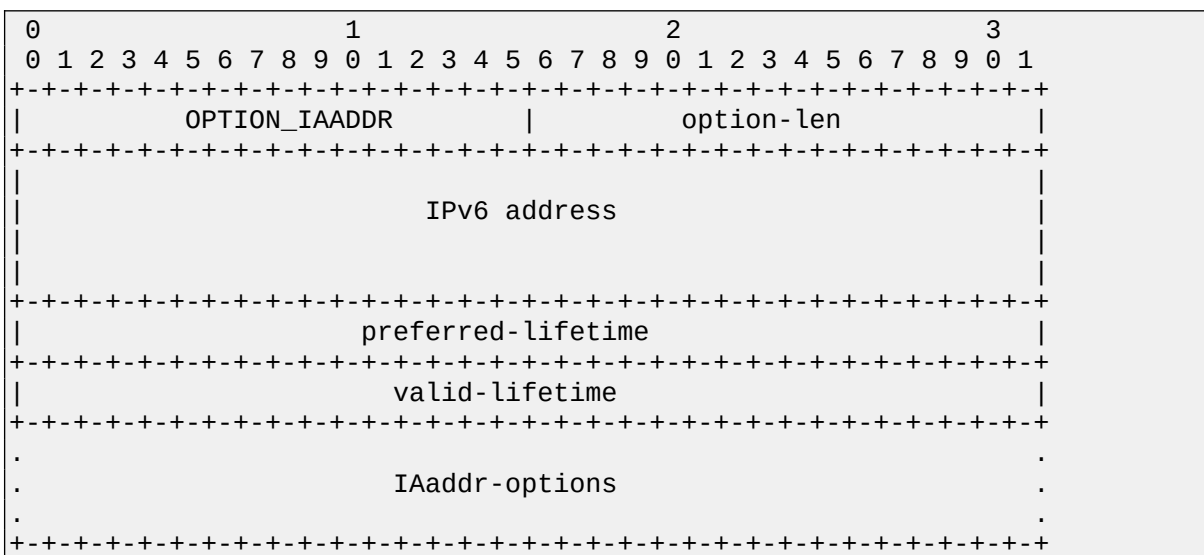 0                   1                   2                   3
 0 1 2 3 4 5 6 7 8 9 0 1 2 3 4 5 6 7 8 9 0 1 2 3 4 5 6 7 8 9 0 1
+-+-+-+-+-+-+-+-+-+-+-+-+-+-+-+-+-+-+-+-+-+-+-+-+-+-+-+-+-+-+-+-+
|          OPTION_IAADDR        |          option-len           |
+-+-+-+-+-+-+-+-+-+-+-+-+-+-+-+-+-+-+-+-+-+-+-+-+-+-+-+-+-+-+-+-+
|                                                               |
|                         IPv6 address                          |
|                                                               |
|                                                               |
+-+-+-+-+-+-+-+-+-+-+-+-+-+-+-+-+-+-+-+-+-+-+-+-+-+-+-+-+-+-+-+-+
|                     preferred-lifetime                        |
+-+-+-+-+-+-+-+-+-+-+-+-+-+-+-+-+-+-+-+-+-+-+-+-+-+-+-+-+-+-+-+-+
|                       valid-lifetime                          |
+-+-+-+-+-+-+-+-+-+-+-+-+-+-+-+-+-+-+-+-+-+-+-+-+-+-+-+-+-+-+-+-+
.                                                               .
.                       IAaddr-options                          .
.                                                               .
+-+-+-+-+-+-+-+-+-+-+-+-+-+-+-+-+-+-+-+-+-+-+-+-+-+-+-+-+-+-+-+-+